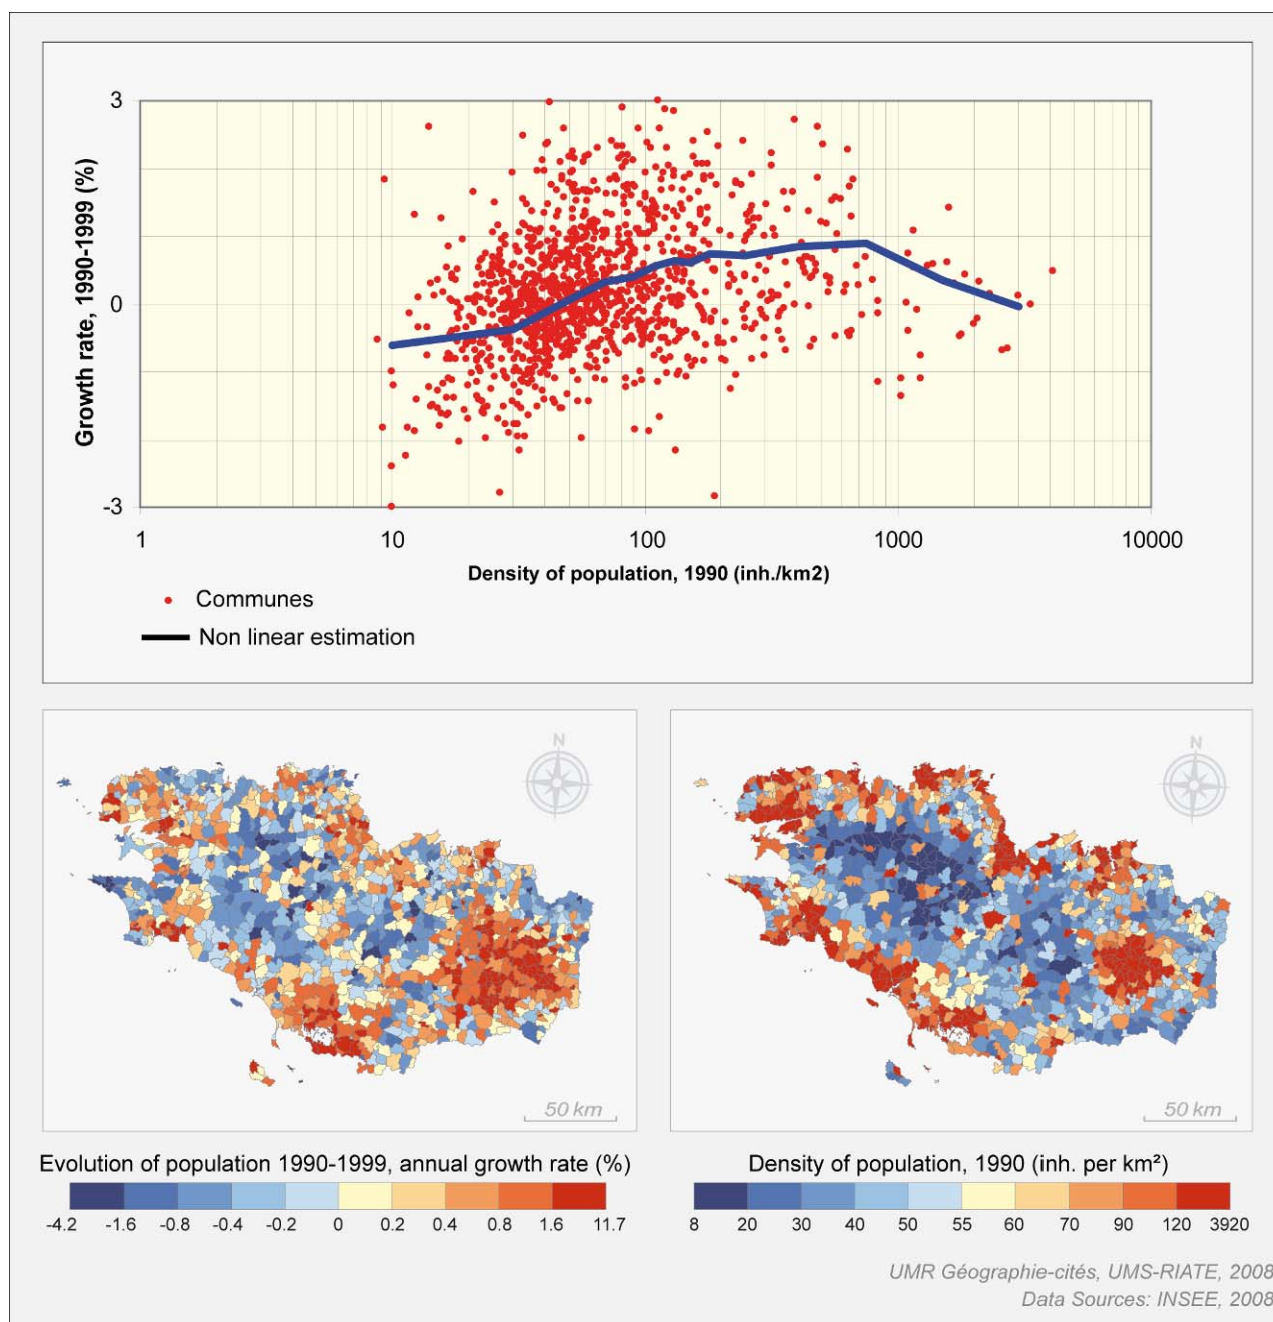 3
0
-3
Growth rate, 1990-1999 (%)
1 10 100 1000 10000
Density of population, 1990 (inh./km2)
Communes
Non linear estimation
N
50 km
N
50 km
Evolution of population 1990-1999, annual growth rate (%)
-4.2 -1.6 -0.8 -0.4 -0.2 0 0.2 0.4 0.8 1.6 11.7
Density of population, 1990 (inh. per km²)
8 20 30 40 50 55 60 70 90 120 3920
UMR Géographie-cités, UMS-RIATE, 2008
Data Sources: INSEE, 2008